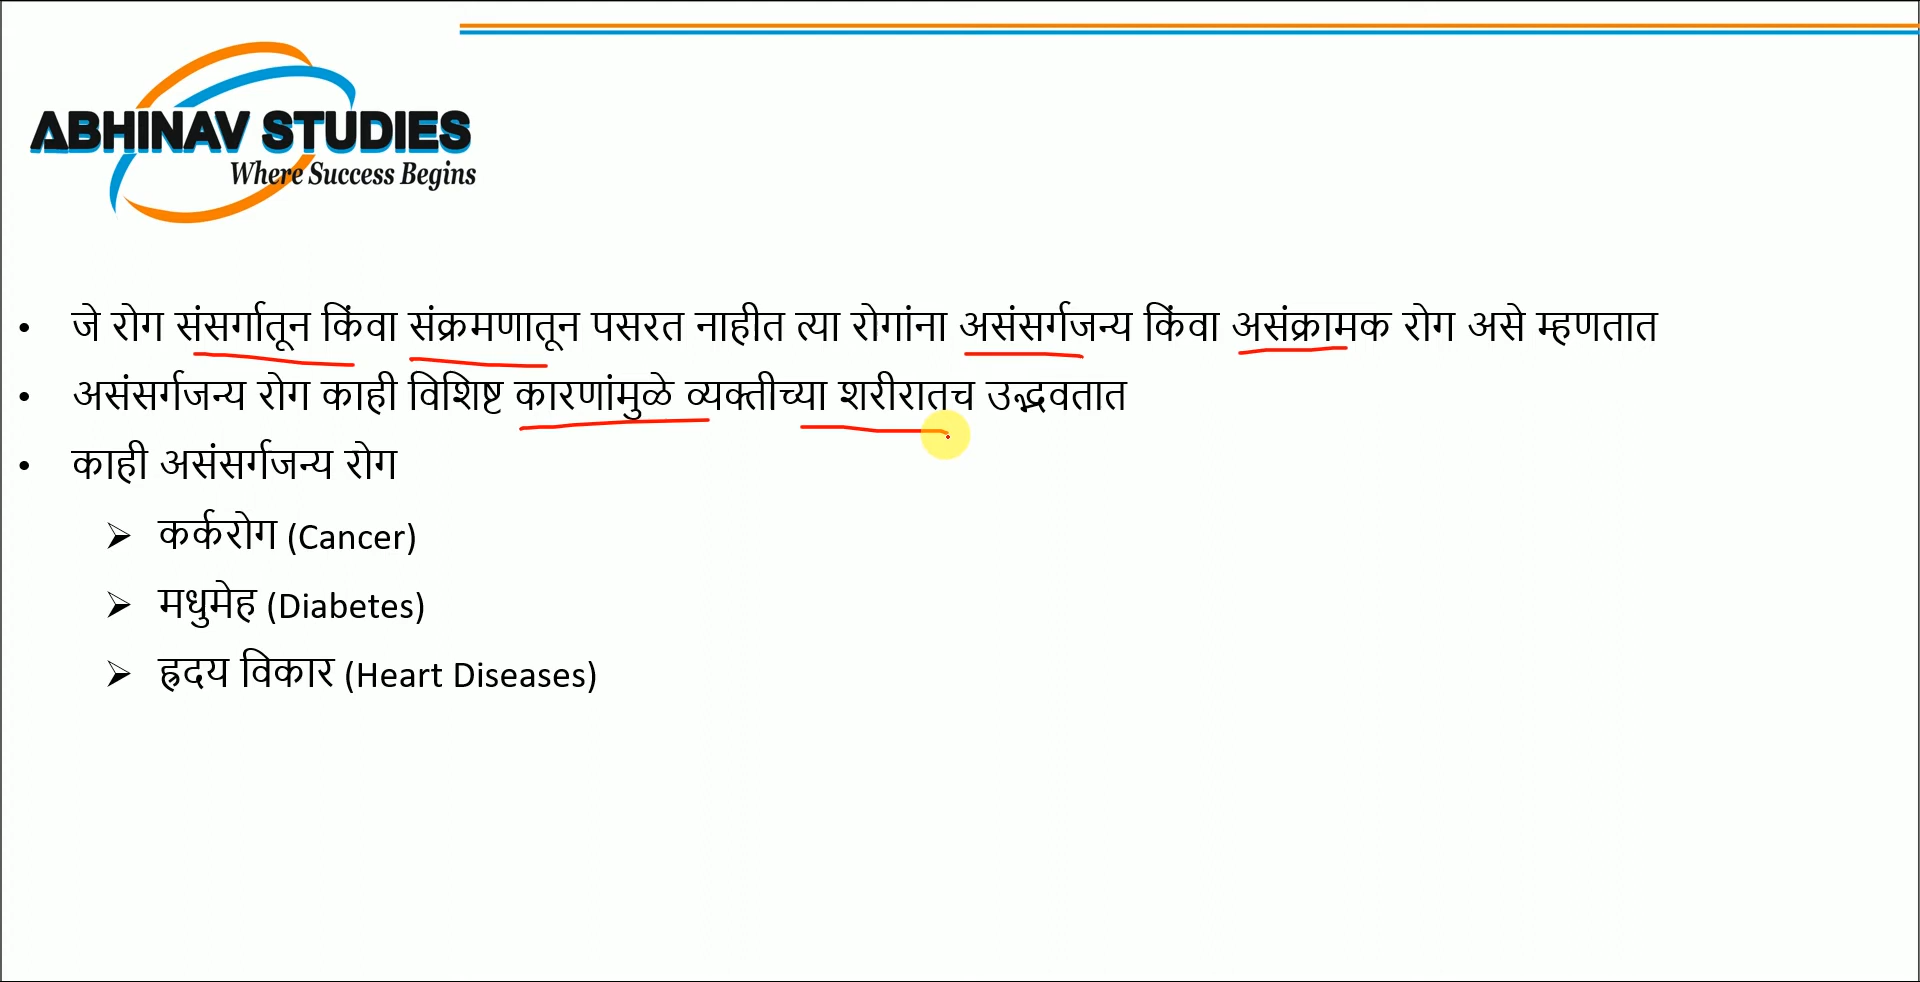 ABHINAV STUDIES
Where Success Begins
• जे रोग संसर्गातून किंवा संक्रमणातून पसरत नाहीत त्या रोगांना असंसर्गजन्य किंवा असंक्रामक रोग असे म्हणतात
• असंसर्गजन्य रोग काही विशिष्ट कारणांमुळे व्यक्तीच्या शरीरातच उद्भवतात
• काही असंसर्गजन्य रोग
➢ कर्करोग (Cancer)
➢ मधुमेह (Diabetes)
➢ ह्रदय विकार (Heart Diseases)